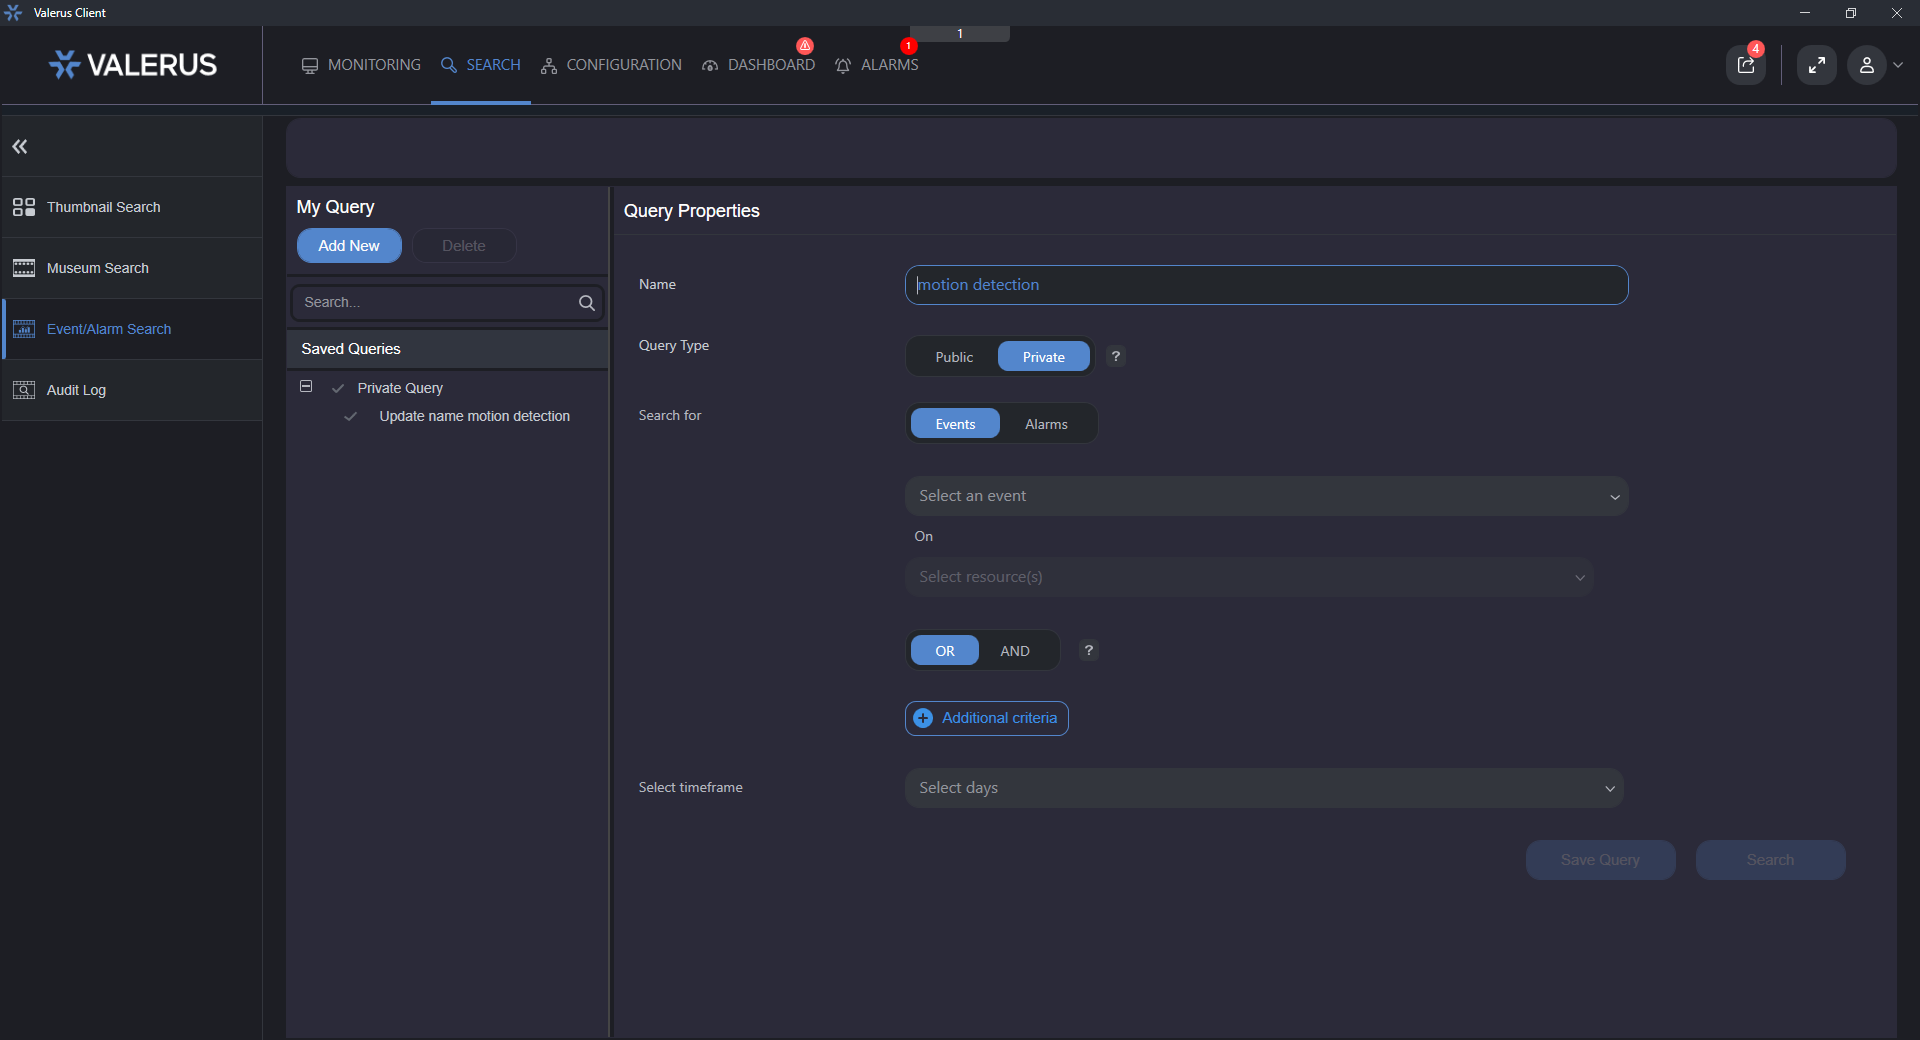 Valerus Client
1
VALERUS
MONITORING
SEARCH
CONFIGURATION
DASHBOARD
1
ALARMS
4
Thumbnail Search
Museum Search
Event/Alarm Search
Audit Log
My Query
Add New
Delete
Search...
Saved Queries
Private Query
Update name motion detection
Query Properties
Name
motion detection
Query Type
Public
Private
?
Search for
Events
Alarms
Select an event
On
Select resource(s)
OR
AND
?
Additional criteria
Select timeframe
Select days
Save Query
Search